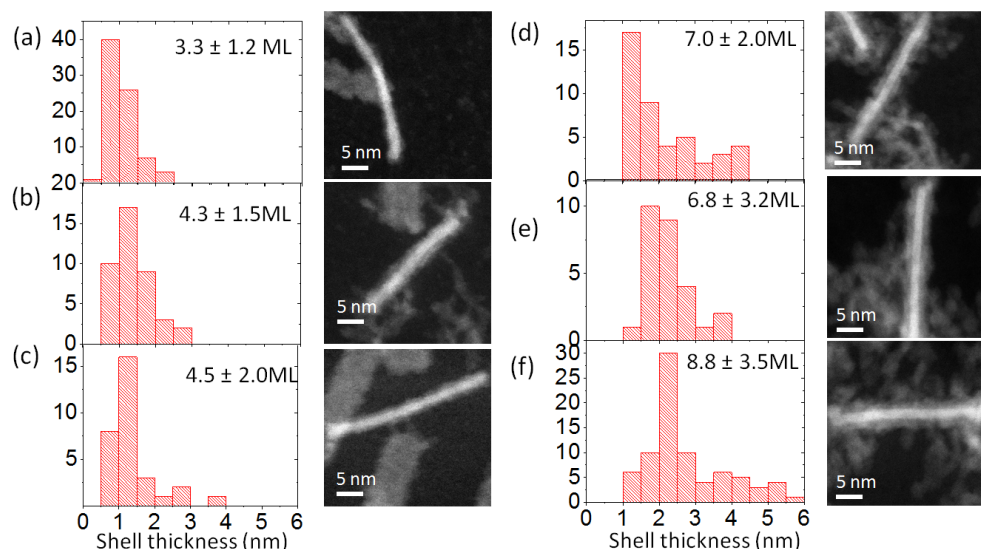 (a)
3.3 ± 1.2 ML
40
30
20
10
20
5 nm
(b)
4.3 ± 1.5ML
15
10
5
0
5 nm
(c)
4.5 ± 2.0ML
15
10
5
0 1 2 3 4 5 6
Shell thickness (nm)
5 nm
(d)
7.0 ± 2.0ML
15
10
5
0
5 nm
(e)
6.8 ± 3.2ML
10
5
0
5 nm
(f)
8.8 ± 3.5ML
30
25
20
15
10
5
0
0 1 2 3 4 5 6
Shell thickness (nm)
5 nm